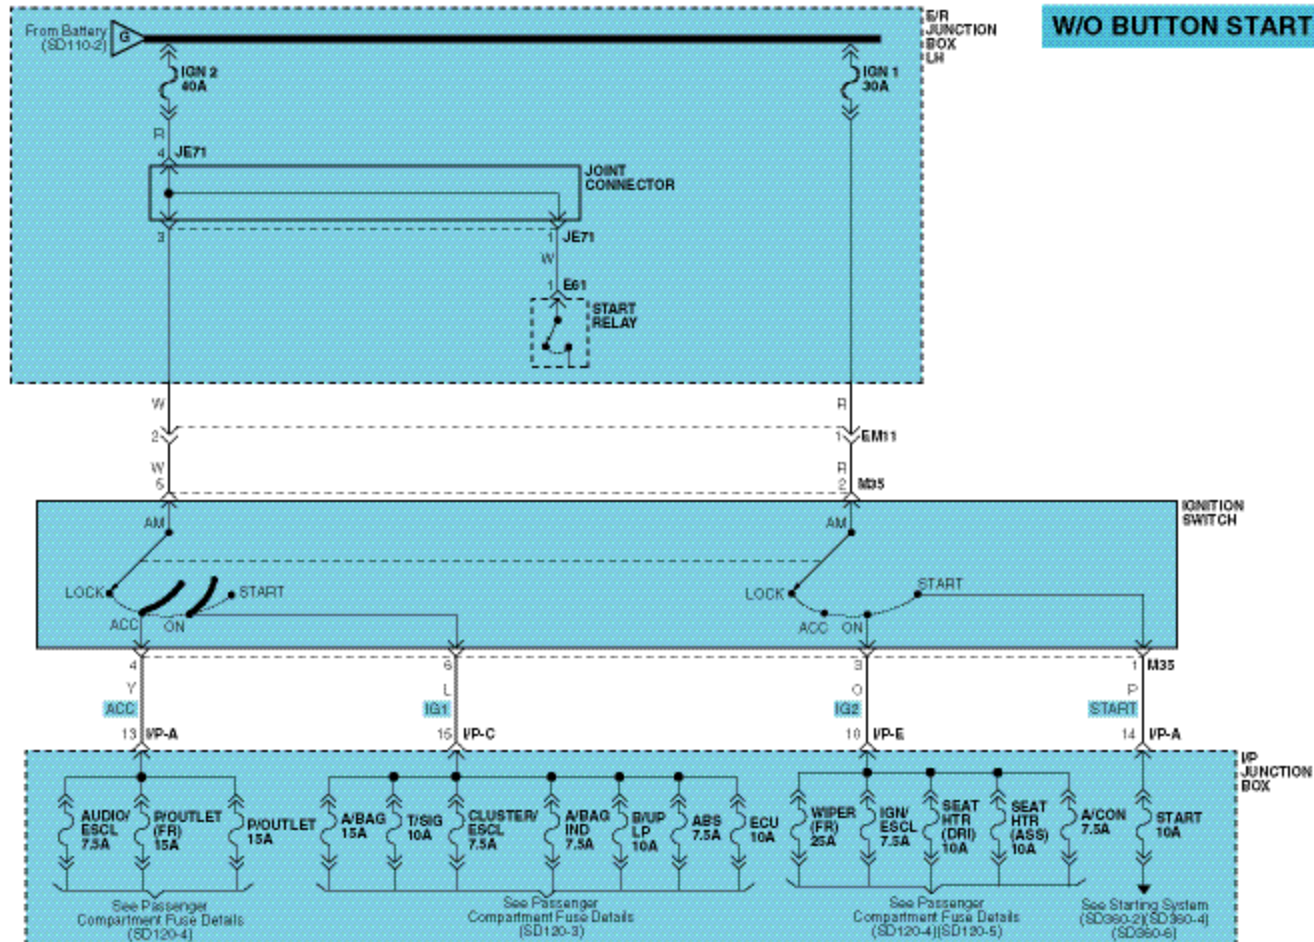 W/O BUTTON START
From Battery
(SD110-2)
G
E/R
JUNCTION
BOX
LH
IGN 2
40A
IGN 1
30A
R
4 JE71
JOINT
CONNECTOR
3
1 JE71
W
1 E61
START
RELAY
W
R
2
1 EM11
W
R
5
2 M35
IGNITION
SWITCH
AM
AM
LOCK
START
ACC
ON
LOCK
START
ACC
ON
4
6
3
1 M35
Y
L
O
P
ACC
IG1
IG2
START
13 I/P-A
15 I/P-C
10 I/P-E
14 I/P-A
I/P
JUNCTION
BOX
AUDIO/
ESCL
7.5A
P/OUTLET
(FR)
15A
P/OUTLET
15A
A/BAG
15A
T/SIG
10A
CLUSTER/
ESCL
7.5A
A/BAG
IND
7.5A
B/UP
LP
10A
ABS
7.5A
ECU
10A
WIPER
(FR)
25A
IGN/
ESCL
7.5A
SEAT
HTR
(DRI)
10A
SEAT
HTR
(ASS)
10A
A/CON
7.5A
START
10A
See Passenger
Compartment Fuse Details
(SD120-4)
See Passenger
Compartment Fuse Details
(SD120-3)
See Passenger
Compartment Fuse Details
(SD120-4)(SD120-5)
See Starting System
(SD360-2)(SD360-4)
(SD360-6)